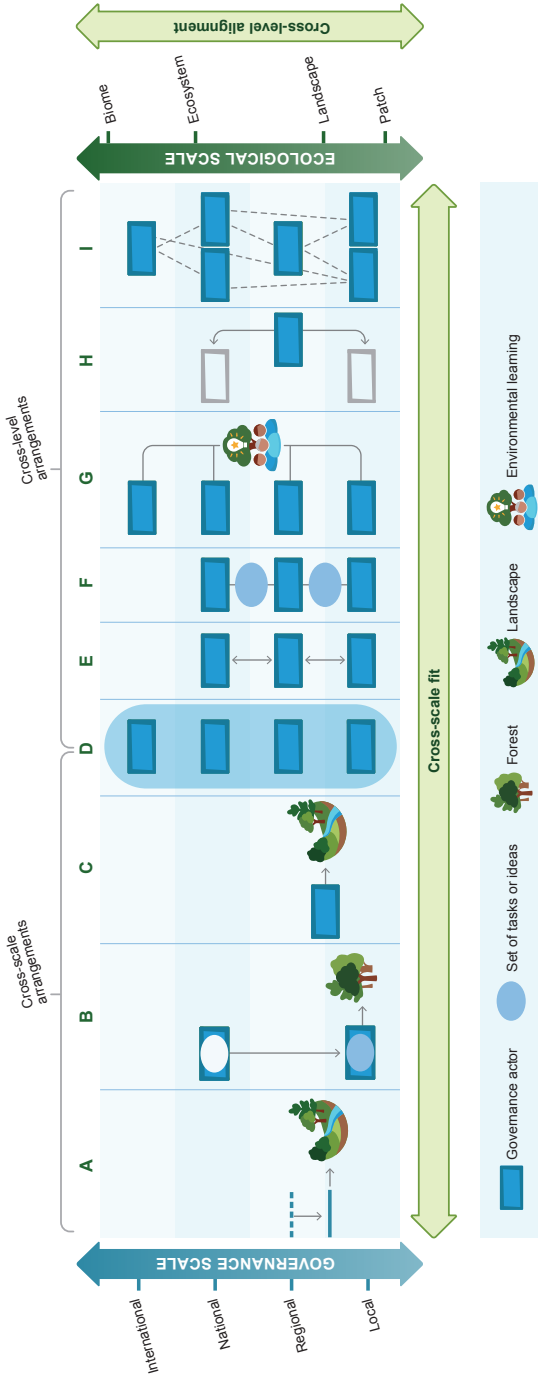 Cross-scale
arrangements
Cross-level
arrangements
A
B
C
D
E
F
G
H
I
GOVERNANCE SCALE
International
National
Regional
Local
ECOLOGICAL SCALE
Biome
Ecosystem
Landscape
Patch
Cross-level alignment
Cross-scale fit
Governance actor
Set of tasks or ideas
Forest
Landscape
Environmental learning